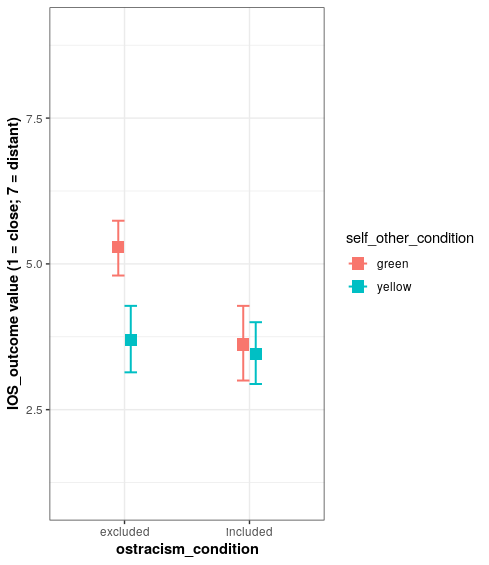 IOS_outcome value (1 = close; 7 = distant)
7.5
5.0
2.5
excluded
included
ostracism_condition
self_other_condition
green
yellow